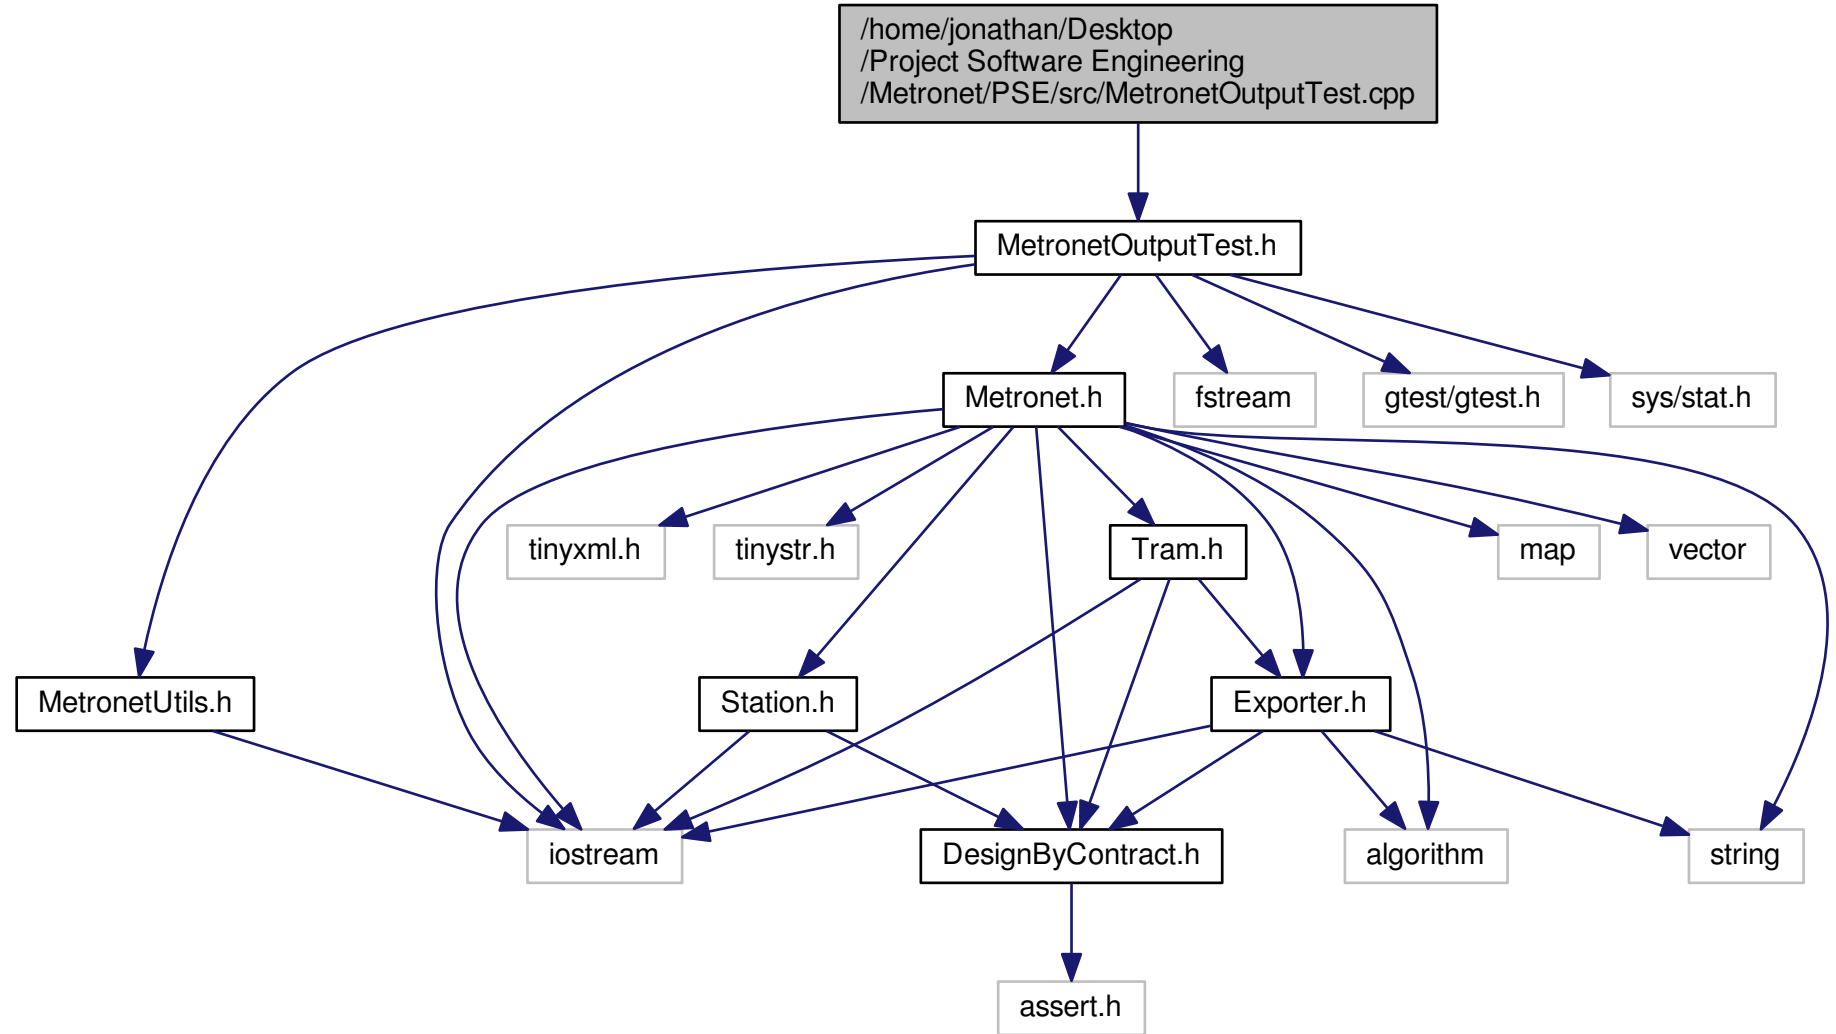 /home/jonathan/Desktop
/Project Software Engineering
/Metronet/PSE/src/MetronetOutputTest.cpp
MetronetOutputTest.h
Metronet.h
fstream
gtest/gtest.h
sys/stat.h
tinyxml.h
tinystr.h
Tram.h
map
vector
MetronetUtils.h
Station.h
Exporter.h
iostream
DesignByContract.h
algorithm
string
assert.h